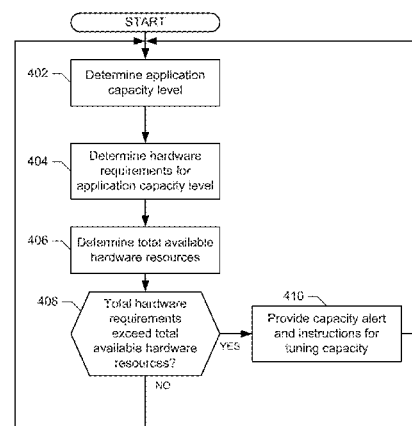 START
402
Determine application
capacity level
404
Determine hardware
requirements for
application capacity level
406
Determine total available
hardware resources
408
Total hardware
requirements
exceed total
available hardware
resources?
YES
NO
410
Provide capacity alert
and instructions for
tuning capacity